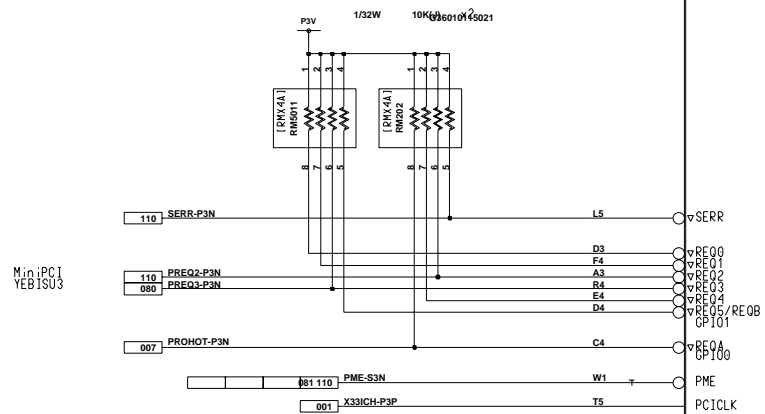 P3V
1/32W 10K(J) x2
G36010115021
1 2 3 4
1 2 3 4
[RMX4A]
RM5011
[RMX4A]
RM202
8 7 6 5
8 7 6 5
110 SERR-P3N L5 SERR
D3 REQ0
F4 REQ1
MiniPCI 110 PREQ2-P3N A3 REQ2
YEBISU3 080 PREQ3-P3N R4 REQ3
E4 REQ4
D4 REQ5/REQB
GPIO1
007 PROHOT-P3N C4 REQA
GPIO0
081 110 PME-S3N W1 PME
001 X33ICH-P3P T5 PCICLK